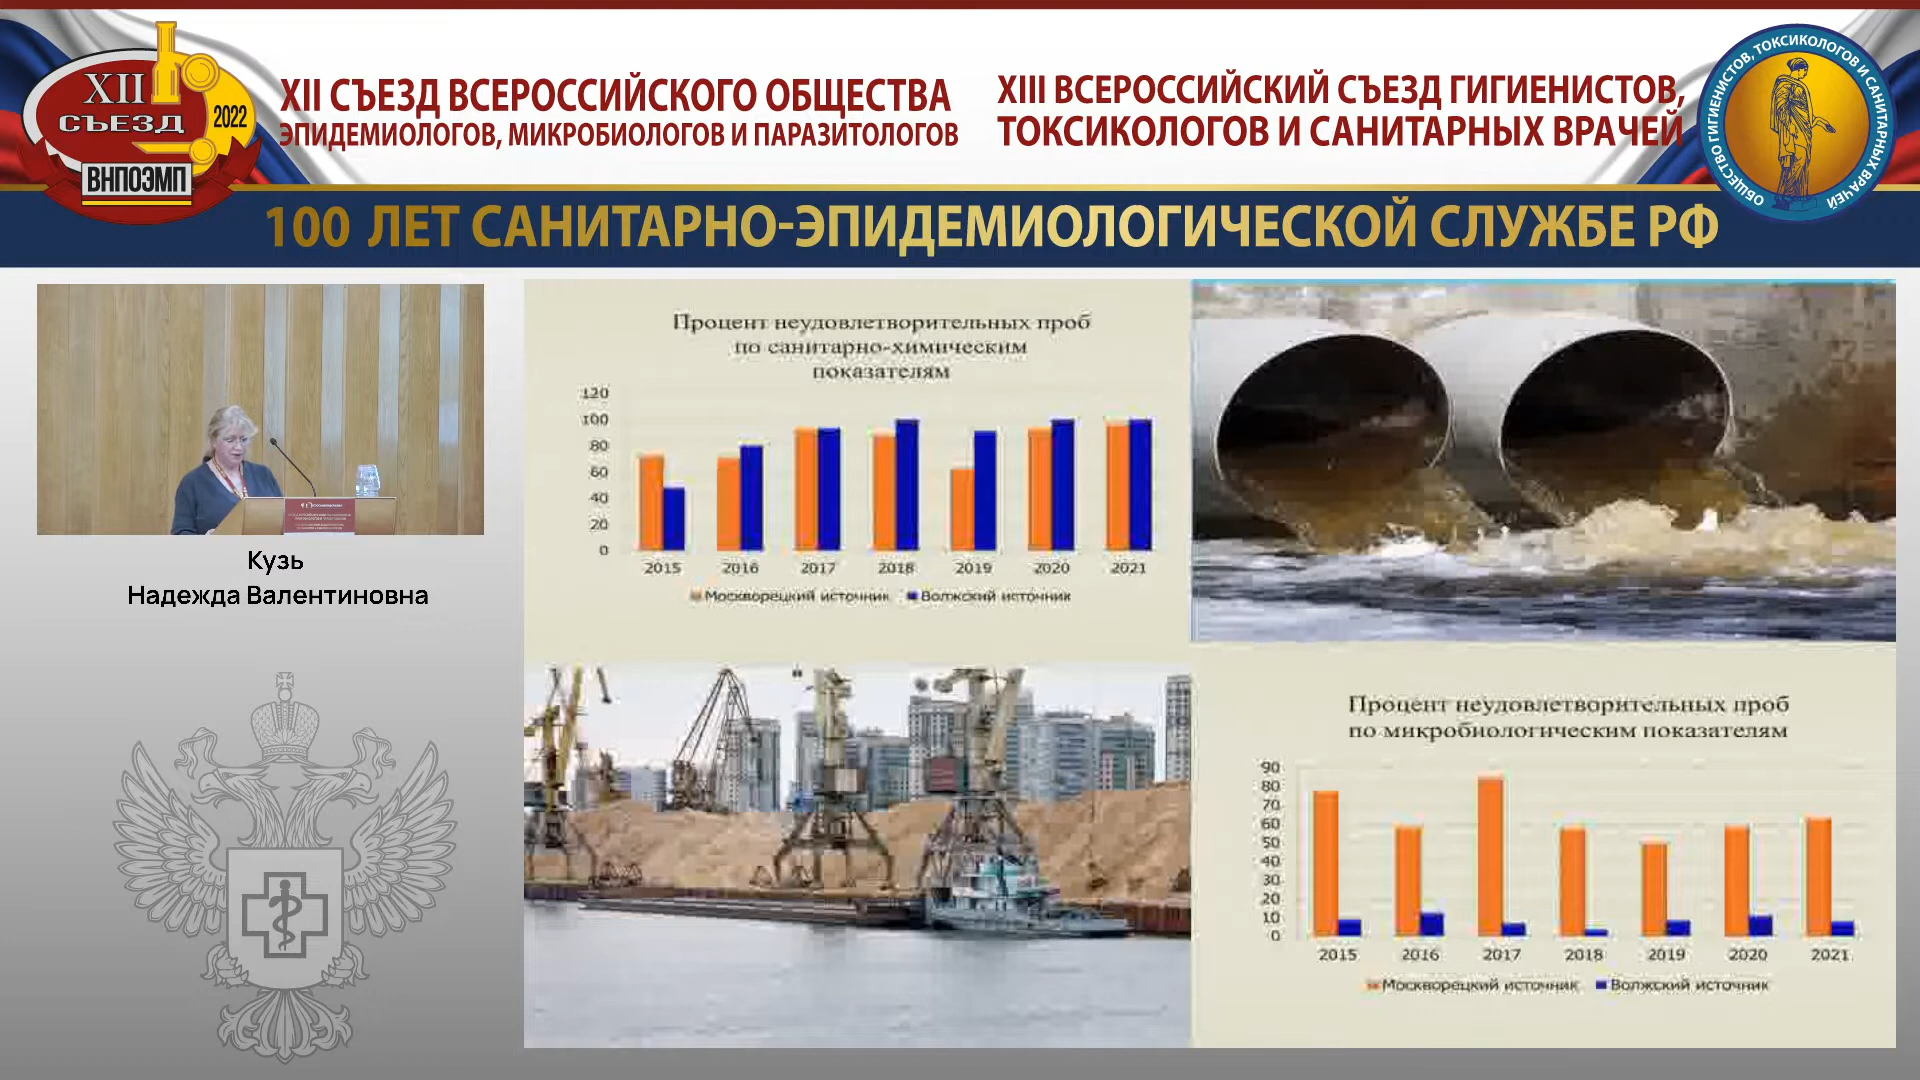 XII
СЪЕЗД
2022
ВНПОЭМП
XII СЪЕЗД ВСЕРОССИЙСКОГО ОБЩЕСТВА
ЭПИДЕМИОЛОГОВ, МИКРОБИОЛОГОВ И ПАРАЗИТОЛОГОВ
XIII ВСЕРОССИЙСКИЙ СЪЕЗД ГИГИЕНИСТОВ,
ТОКСИКОЛОГОВ И САНИТАРНЫХ ВРАЧЕЙ
ОБЩЕСТВО ГИГИЕНИСТОВ, ТОКСИКОЛОГОВ И САНИТАРНЫХ ВРАЧЕЙ
100 ЛЕТ САНИТАРНО-ЭПИДЕМИОЛОГИЧЕСКОЙ СЛУЖБЕ РФ
Кузь
Надежда Валентиновна
Процент неудовлетворительных проб
по санитарно-химическим
показателям
120
100
80
60
40
20
0
2015 2016 2017 2018 2019 2020 2021
Москворецкий источник Волжский источник
Процент неудовлетворительных проб
по микробиологическим показателям
90
80
70
60
50
40
30
20
10
0
2015 2016 2017 2018 2019 2020 2021
Москворецкий источник Волжский источник